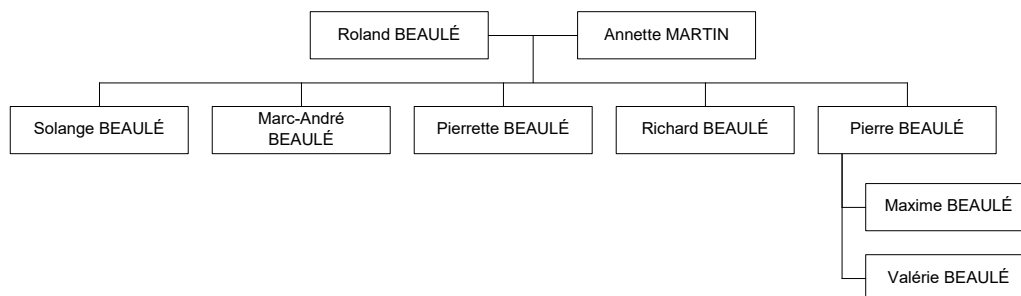 Roland BEAULÉ
Annette MARTIN
Solange BEAULÉ
Marc-André
BEAULÉ
Pierrette BEAULÉ
Richard BEAULÉ
Pierre BEAULÉ
Maxime BEAULÉ
Valérie BEAULÉ